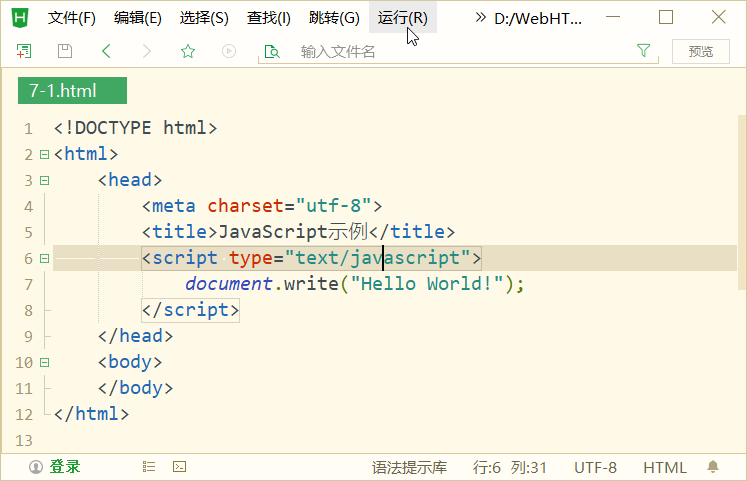 H 文件(F) 编辑(E) 选择(S) 查找(I) 跳转(G) 运行(R) » D:/WebHT...
输入文件名 预览
7-1.html
1 <!DOCTYPE html>
2 <html>
3 <head>
4 <meta charset="utf-8">
5 <title>JavaScript示例</title>
6 <script type="text/javascript">
7 document.write("Hello World!");
8 </script>
9 </head>
10 <body>
11 </body>
12 </html>
13
登录 语法提示库 行:6 列:31 UTF-8 HTML